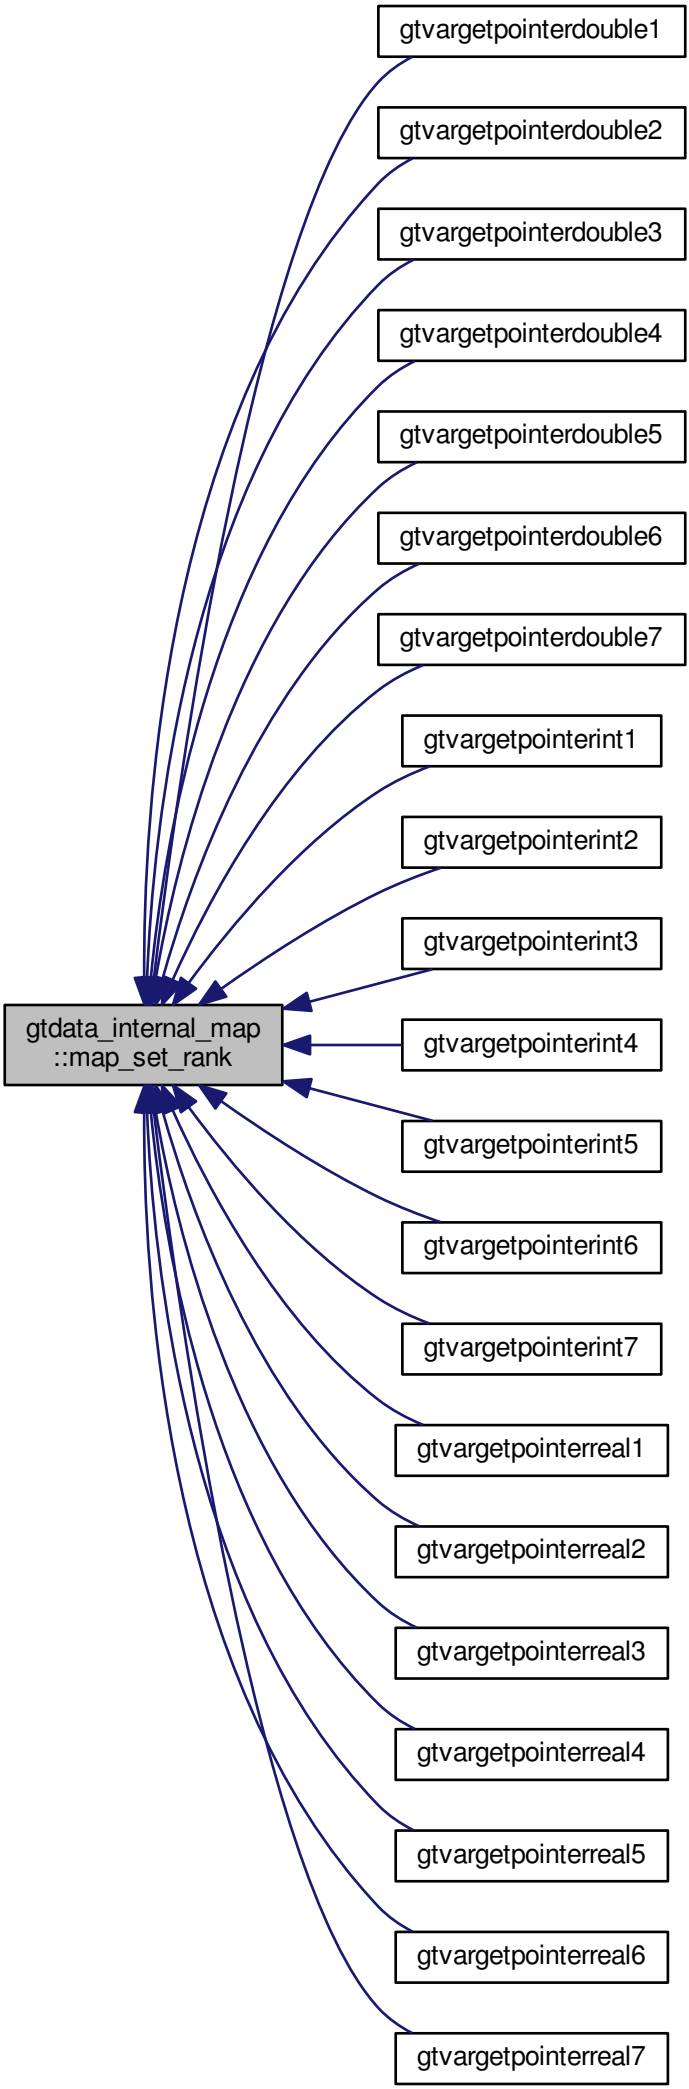 gtvargetpointerdouble1
gtvargetpointerdouble2
gtvargetpointerdouble3
gtvargetpointerdouble4
gtvargetpointerdouble5
gtvargetpointerdouble6
gtvargetpointerdouble7
gtvargetpointerint1
gtvargetpointerint2
gtvargetpointerint3
gtdata_internal_map
::map_set_rank
gtvargetpointerint4
gtvargetpointerint5
gtvargetpointerint6
gtvargetpointerint7
gtvargetpointerreal1
gtvargetpointerreal2
gtvargetpointerreal3
gtvargetpointerreal4
gtvargetpointerreal5
gtvargetpointerreal6
gtvargetpointerreal7